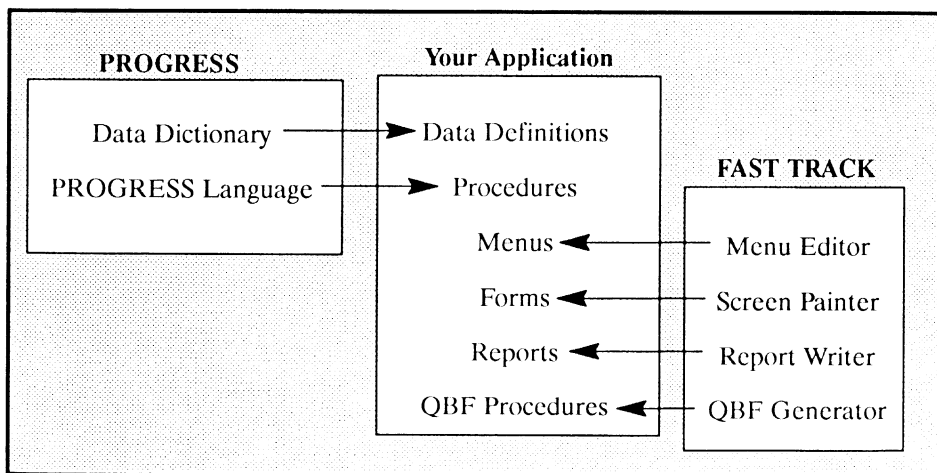 PROGRESS
Data Dictionary
PROGRESS Language
Your Application
Data Definitions
Procedures
Menus
Forms
Reports
QBF Procedures
FAST TRACK
Menu Editor
Screen Painter
Report Writer
QBF Generator